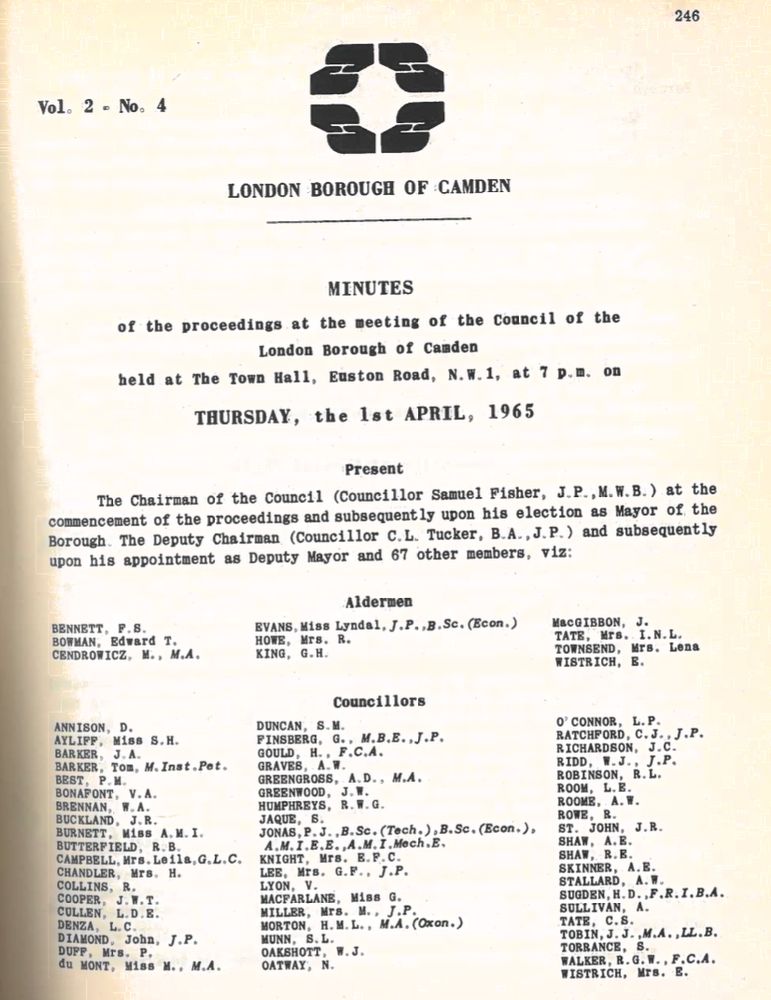 246
Vol. 2 - No. 4
LONDON BOROUGH OF CAMDEN
MINUTES
of the proceedings at the meeting of the Council of the
London Borough of Camden
held at The Town Hall, Euston Road, N.W.1, at 7 p.m. on
THURSDAY, the 1st APRIL, 1965
Present
The Chairman of the Council (Councillor Samuel Fisher, J.P.,M.W.B.) at the
commencement of the proceedings and subsequently upon his election as Mayor of the
Borough. The Deputy Chairman (Councillor C.L. Tucker, B.A.,J.P.) and subsequently
upon his appointment as Deputy Mayor and 67 other members, viz:
Aldermen
BENNETT, F.S.
BOWMAN, Edward T.
CENDROWICZ, M., M.A.
EVANS, Miss Lyndal, J.P.,B.Sc.(Econ.)
HOWE, Mrs. R.
KING, G.H.
MacGIBBON, J.
TATE, Mrs. I.N.L.
TOWNSEND, Mrs. Lena
WISTRICH, E.
Councillors
ANNISON, D.
AYLIFF, Miss S.H.
BARKER, J.A.
BARKER, Tom, M.Inst.Pet.
BEST, P.M.
BONAFONT, V.A.
BRENNAN, W.A.
BUCKLAND, J.R.
BURNETT, Miss A.M.I.
BUTTERFIELD, R.B.
CAMPBELL, Mrs. Leila, G.L.C.
CHANDLER, Mrs. H.
COLLINS, R.
COOPER, J.W.T.
CULLEN, L.D.E.
DENZA, L.C.
DIAMOND, John, J.P.
DUFF, Mrs. P.
du MONT, Miss M., M.A.
DUNCAN, S.M.
FINSBERG, G., M.B.E.,J.P.
GOULD, H., F.C.A.
GRAVES, A.W.
GREENGROSS, A.D., M.A.
GREENWOOD, J.W.
HUMPHREYS, R.W.G.
JAQUE, S.
JONAS, P.J.,B.Sc.(Tech.),B.Sc.(Econ.),
A.M.I.E.E.,A.M.I.Mech.E.
KNIGHT, Mrs. E.F.C.
LEE, Mrs. G.F., J.P.
LYON, V.
MACFARLANE, Miss G.
MILLER, Mrs. M., J.P.
MORTON, H.M.L., M.A.(Oxon.)
MUNN, S.L.
OAKSHOTT, W.J.
OATWAY, N.
O'CONNOR, L.P.
RATCHFORD, C.J., J.P.
RICHARDSON, J.C.
RIDD, W.J., J.P.
ROBINSON, R.L.
ROOM, L.E.
ROOME, A.W.
ROWE, R.
ST. JOHN, J.R.
SHAW, A.E.
SHAW, R.E.
SKINNER, A.E.
STALLARD, A.W.
SUGDEN, H.D.,F.R.I.B.A.
SULLIVAN, A.
TATE, C.S.
TOBIN, J.J.,M.A.,LL.B.
TORRANCE, S.
WALKER, R.G.W., F.C.A.
WISTRICH, Mrs. E.